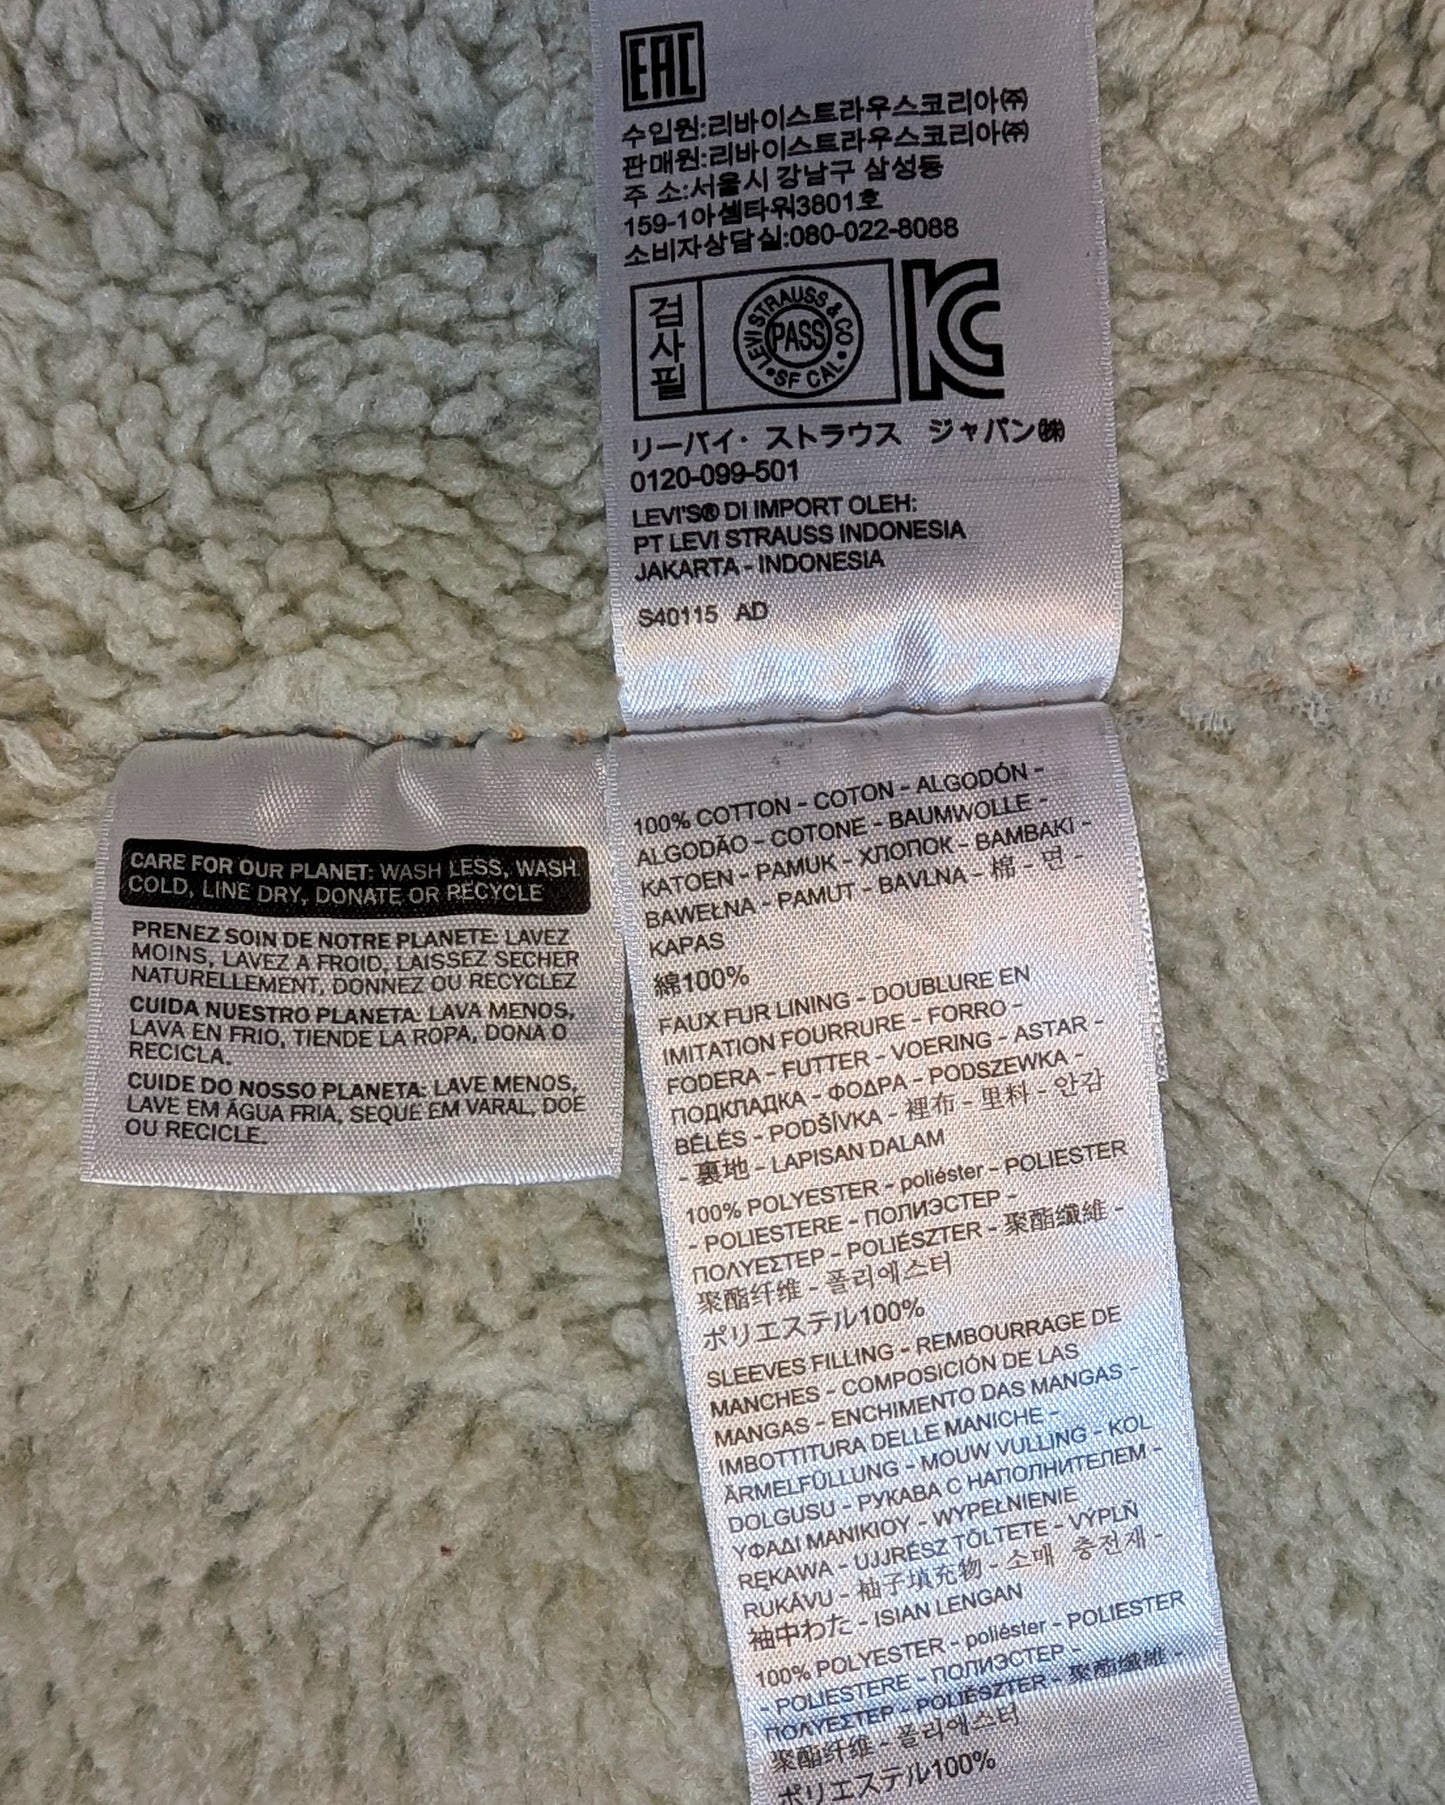 EAC
수입원:리바이스트라우스코리아㈜
판매원:리바이스트라우스코리아㈜
주 소:서울시 강남구 삼성동
159-1아셈타워3801호
소비자상담실:080-022-8088
검사필
LEVI STRAUSS & CO
PASS
SF CAL
KC
リーバイ・ストラウス ジャパン㈱
0120-099-501
LEVI'S® DI IMPORT OLEH:
PT LEVI STRAUSS INDONESIA
JAKARTA - INDONESIA
S40115 AD
CARE FOR OUR PLANET: WASH LESS, WASH
COLD, LINE DRY, DONATE OR RECYCLE
PRENEZ SOIN DE NOTRE PLANETE: LAVEZ
MOINS, LAVEZ A FROID, LAISSEZ SECHER
NATURELLEMENT, DONNEZ OU RECYCLEZ
CUIDA NUESTRO PLANETA: LAVA MENOS,
LAVA EN FRIO, TIENDE LA ROPA, DONA O
RECICLA.
CUIDE DO NOSSO PLANETA: LAVE MENOS,
LAVE EM ÁGUA FRIA, SEQUE EM VARAL, DOE
OU RECICLE.
100% COTTON - COTON - ALGODÓN -
ALGODÃO - COTONE - BAUMWOLLE -
KATOEN - PAMUK - ХЛОПОК - BAMBAKI -
BAWEŁNA - PAMUT - BAVLNA - 棉 - 면 -
KAPAS
綿100%
FAUX FUR LINING - DOUBLURE EN
IMITATION FOURRURE - FORRO -
FODERA - FUTTER - VOERING - ASTAR -
ПОДКЛАДКА - ΦΟΔΡΑ - PODSZEWKA -
BÉLÉS - PODŠÍVKA - 裡布 - 里料 - 안감
- 裏地 - LAPISAN DALAM
100% POLYESTER - poliéster - POLIESTER
- POLIESTERE - ПОЛИЭСТЕР -
ΠΟΛΥΕΣΤΕΡ - POLIÉSZTER - 聚酯纖維 -
聚酯纤维 - 폴리에스터
ポリエステル100%
SLEEVES FILLING - REMBOURRAGE DE
MANCHES - COMPOSICIÓN DE LAS
MANGAS - ENCHIMENTO DAS MANGAS -
IMBOTTITURA DELLE MANICHE -
ÄRMELFÜLLUNG - MOUW VULLING - KOL
DOLGUSU - РУКАВА С НАПОЛНИТЕЛЕМ -
ΥΦΑΔΙ ΜΑΝΙΚΙΟΥ - WYPEŁNIENIE
RĘKAWA - UJJRÉSZ TÖLTETE - VÝPLŇ
RUKÁVU - 袖子填充物 - 소매 충전재 -
袖中わた - ISIAN LENGAN
100% POLYESTER - poliéster - POLIESTER
- POLIESTERE - ПОЛИЭСТЕР -
ΠΟΛΥΕΣΤΕΡ - POLIÉSZTER - 聚酯纖維 -
聚酯纤维 - 폴리에스터
ポリエステル100%